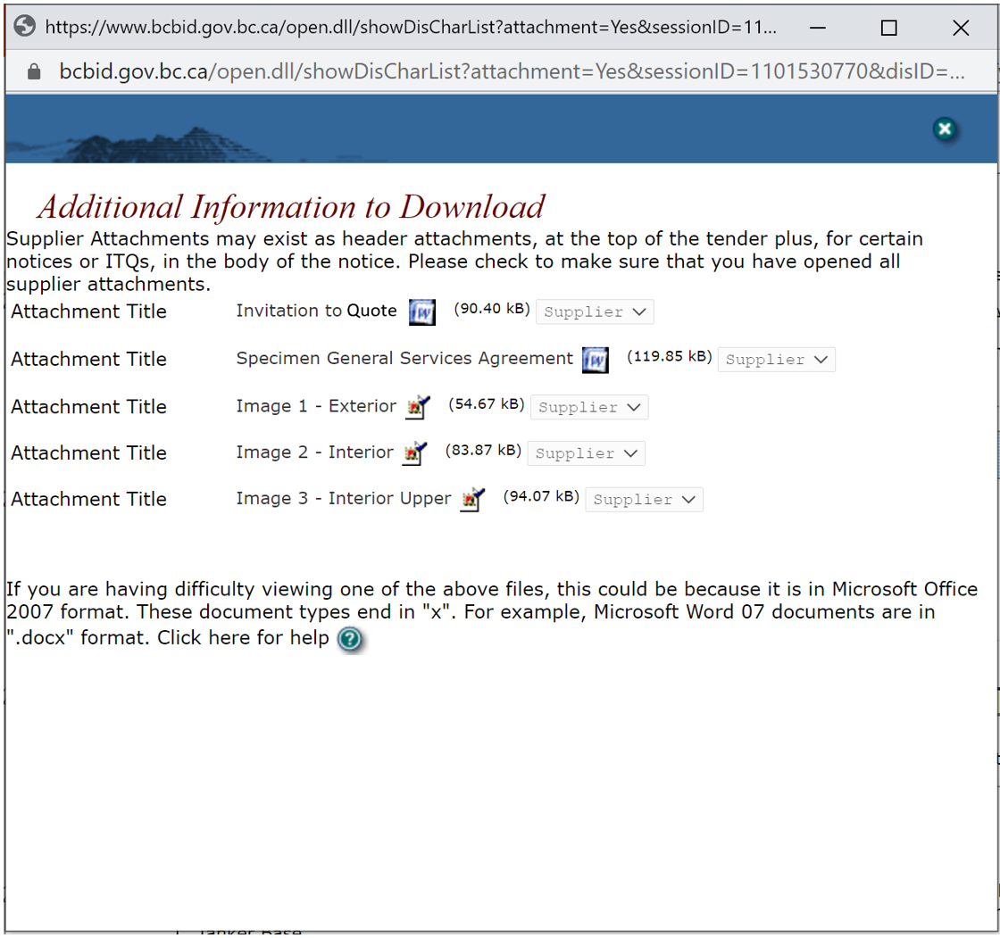 https://www.bcbid.gov.bc.ca/open.dll/showDisCharList?attachment=Yes&sessionID=11...
bcbid.gov.bc.ca/open.dll/showDisCharList?attachment=Yes&sessionID=1101530770&disID=...
Additional Information to Download
Supplier Attachments may exist as header attachments, at the top of the tender plus, for certain
notices or ITQs, in the body of the notice. Please check to make sure that you have opened all
supplier attachments.
Attachment Title Invitation to Quote (90.40 kB) Supplier
Attachment Title Specimen General Services Agreement (119.85 kB) Supplier
Attachment Title Image 1 - Exterior (54.67 kB) Supplier
Attachment Title Image 2 - Interior (83.87 kB) Supplier
Attachment Title Image 3 - Interior Upper (94.07 kB) Supplier
If you are having difficulty viewing one of the above files, this could be because it is in Microsoft Office
2007 format. These document types end in "x". For example, Microsoft Word 07 documents are in
".docx" format. Click here for help
Tanker Base